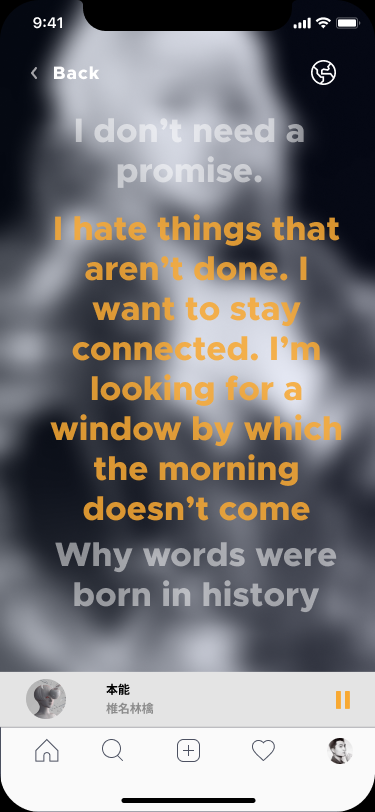 9:41
Back
I don’t need a
promise.
I hate things that
aren’t done. I
want to stay
connected. I’m
looking for a
window by which
the morning
doesn’t come
Why words were
born in history
本能
椎名林檎